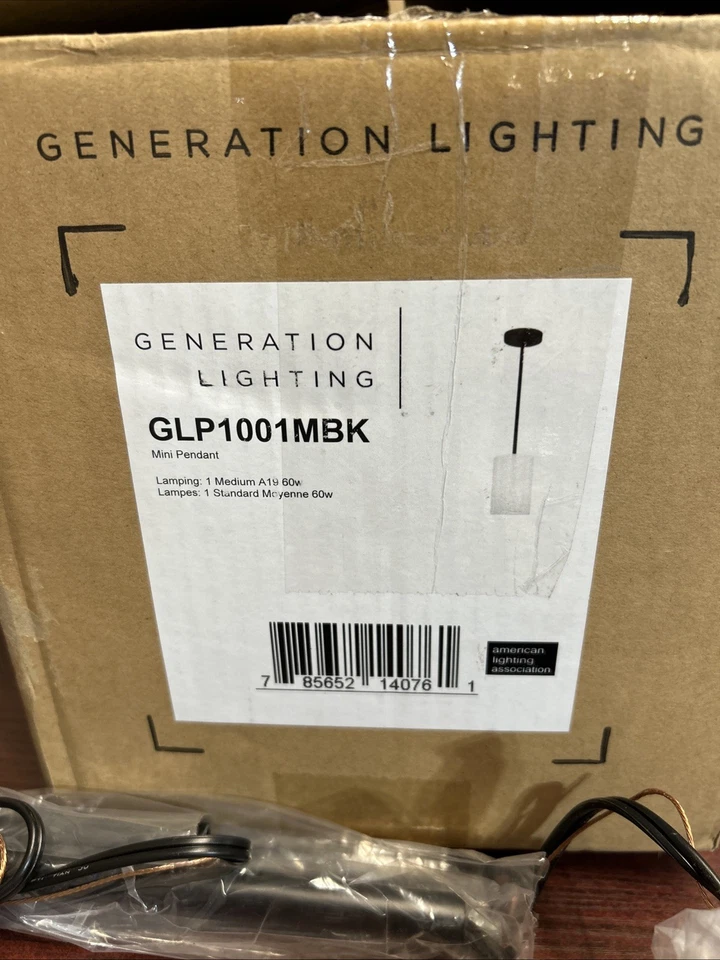 GENERATION LIGHTING
GENERATION
LIGHTING
GLP1001MBK
Mini Pendant
Lamping: 1 Medium A19 60w
Lampes: 1 Standard Moyenne 60w
7 85652 14076 1
american
lighting
association